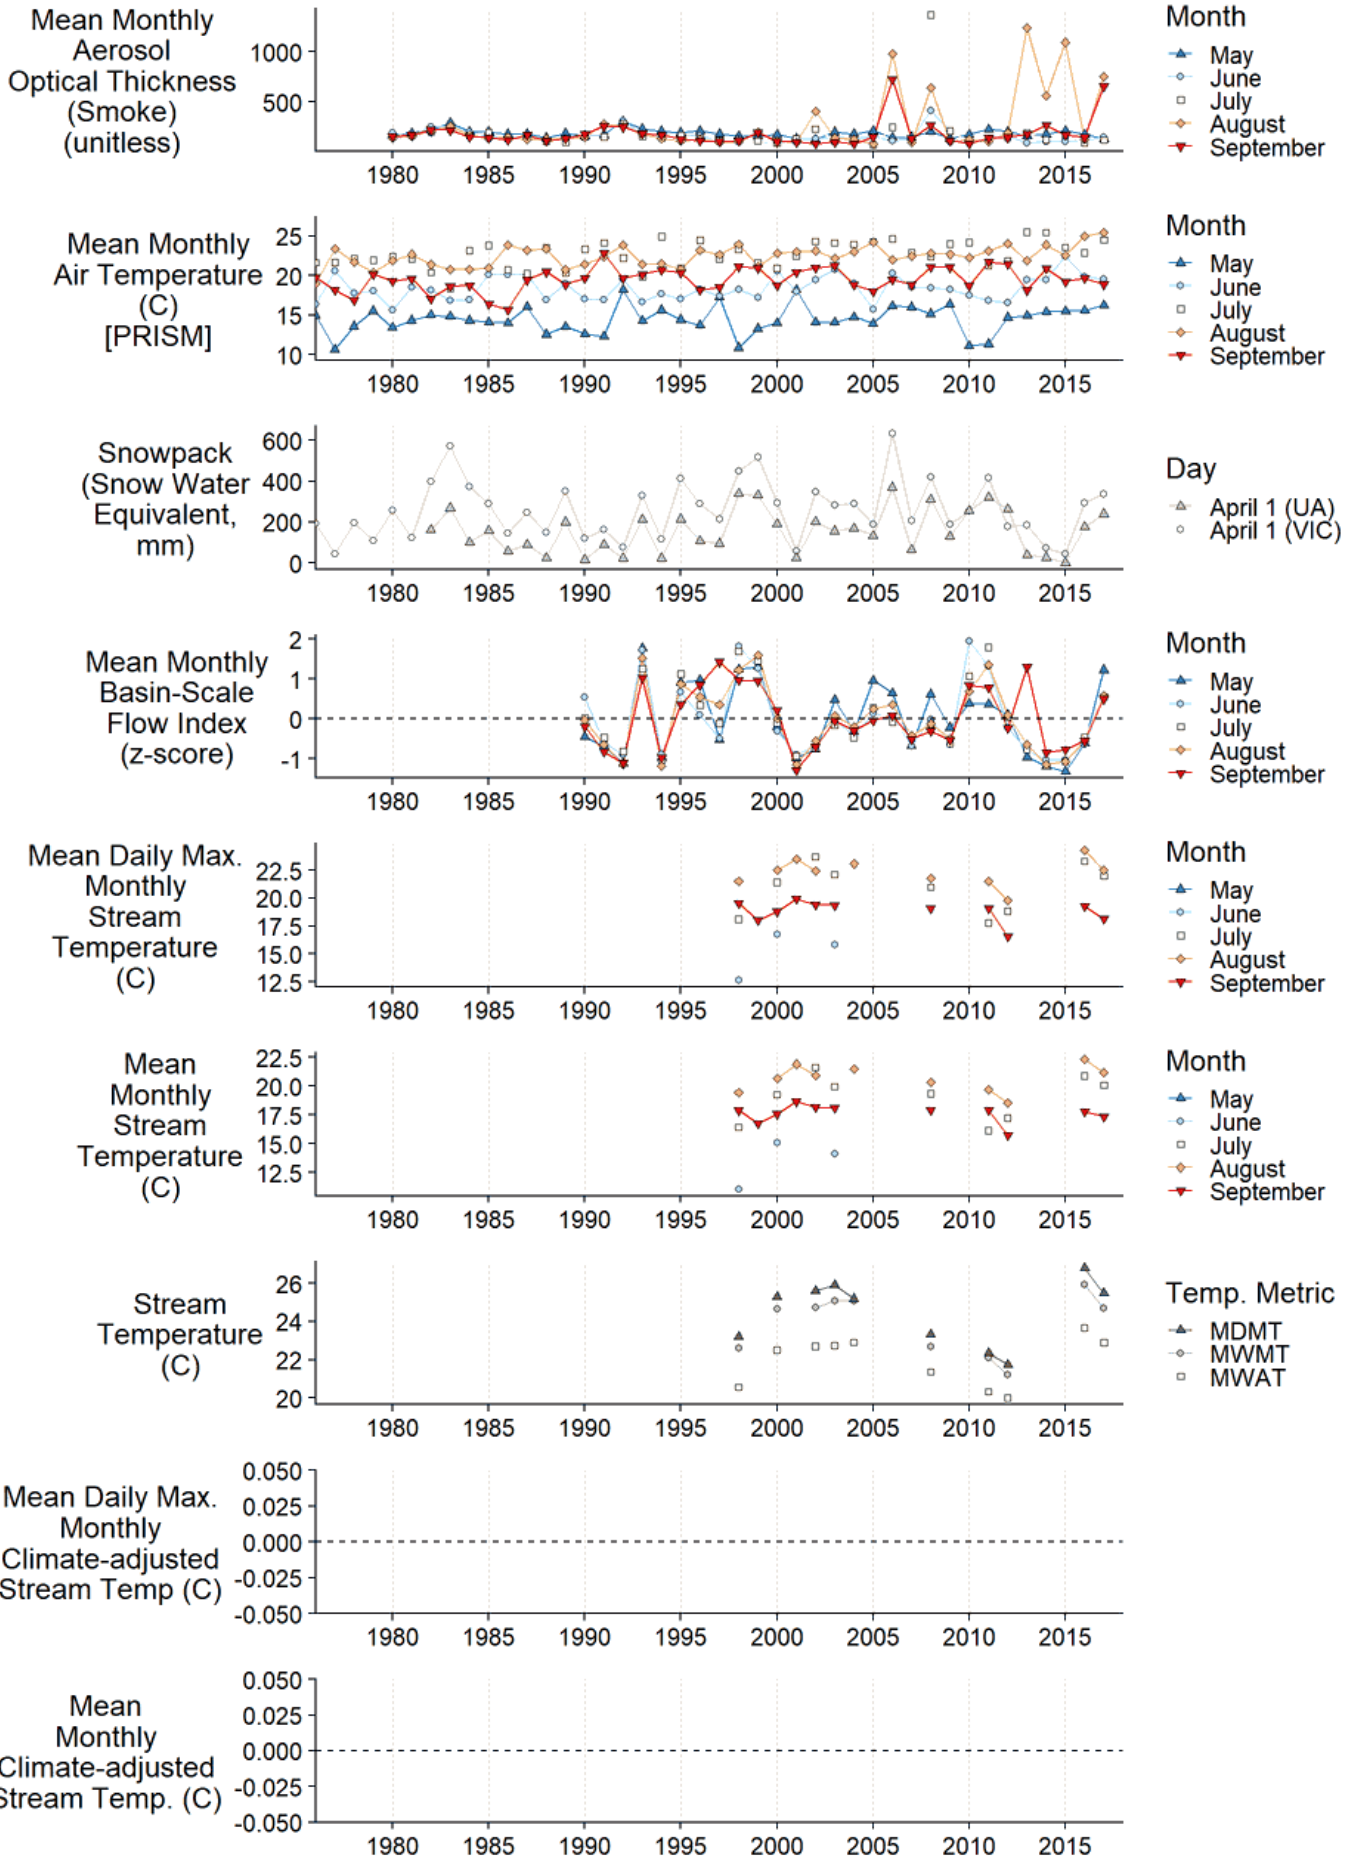 Mean Monthly
Aerosol
Optical Thickness
(Smoke)
(unitless)
1000
500
1980 1985 1990 1995 2000 2005 2010 2015
Month
May
June
July
August
September
Mean Monthly
Air Temperature
(C)
[PRISM]
25
20
15
10
1980 1985 1990 1995 2000 2005 2010 2015
Month
May
June
July
August
September
Snowpack
(Snow Water
Equivalent,
mm)
600
400
200
0
1980 1985 1990 1995 2000 2005 2010 2015
Day
April 1 (UA)
April 1 (VIC)
Mean Monthly
Basin-Scale
Flow Index
(z-score)
2
1
0
-1
1980 1985 1990 1995 2000 2005 2010 2015
Month
May
June
July
August
September
Mean Daily Max.
Monthly
Stream
Temperature
(C)
22.5
20.0
17.5
15.0
12.5
1980 1985 1990 1995 2000 2005 2010 2015
Month
May
June
July
August
September
Mean
Monthly
Stream
Temperature
(C)
22.5
20.0
17.5
15.0
12.5
1980 1985 1990 1995 2000 2005 2010 2015
Month
May
June
July
August
September
Stream
Temperature
(C)
26
24
22
20
1980 1985 1990 1995 2000 2005 2010 2015
Temp. Metric
MDMT
MWMT
MWAT
Mean Daily Max.
Monthly
Climate-adjusted
Stream Temp (C)
0.050
0.025
0.000
-0.025
-0.050
1980 1985 1990 1995 2000 2005 2010 2015
Mean
Monthly
Climate-adjusted
Stream Temp. (C)
0.050
0.025
0.000
-0.025
-0.050
1980 1985 1990 1995 2000 2005 2010 2015